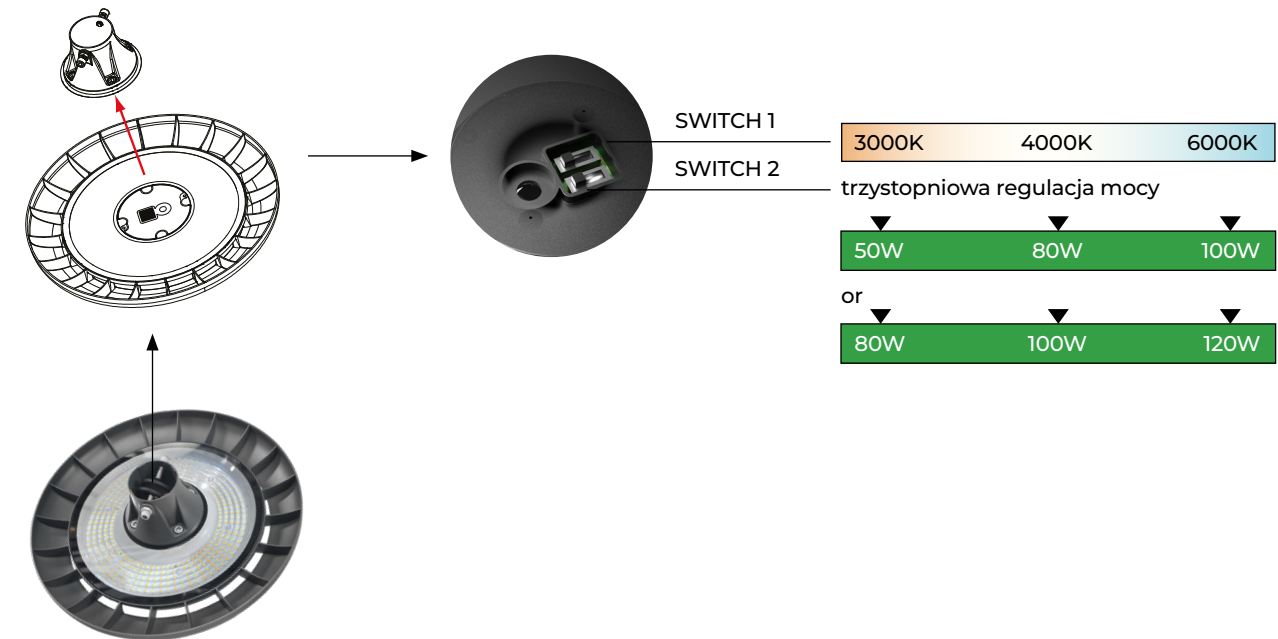 SWITCH 1
3000K 4000K 6000K
SWITCH 2
trzystopniowa regulacja mocy
50W 80W 100W
or
80W 100W 120W